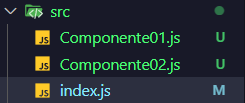 src
JS Componente01.js U
JS Componente02.js U
JS index.js M